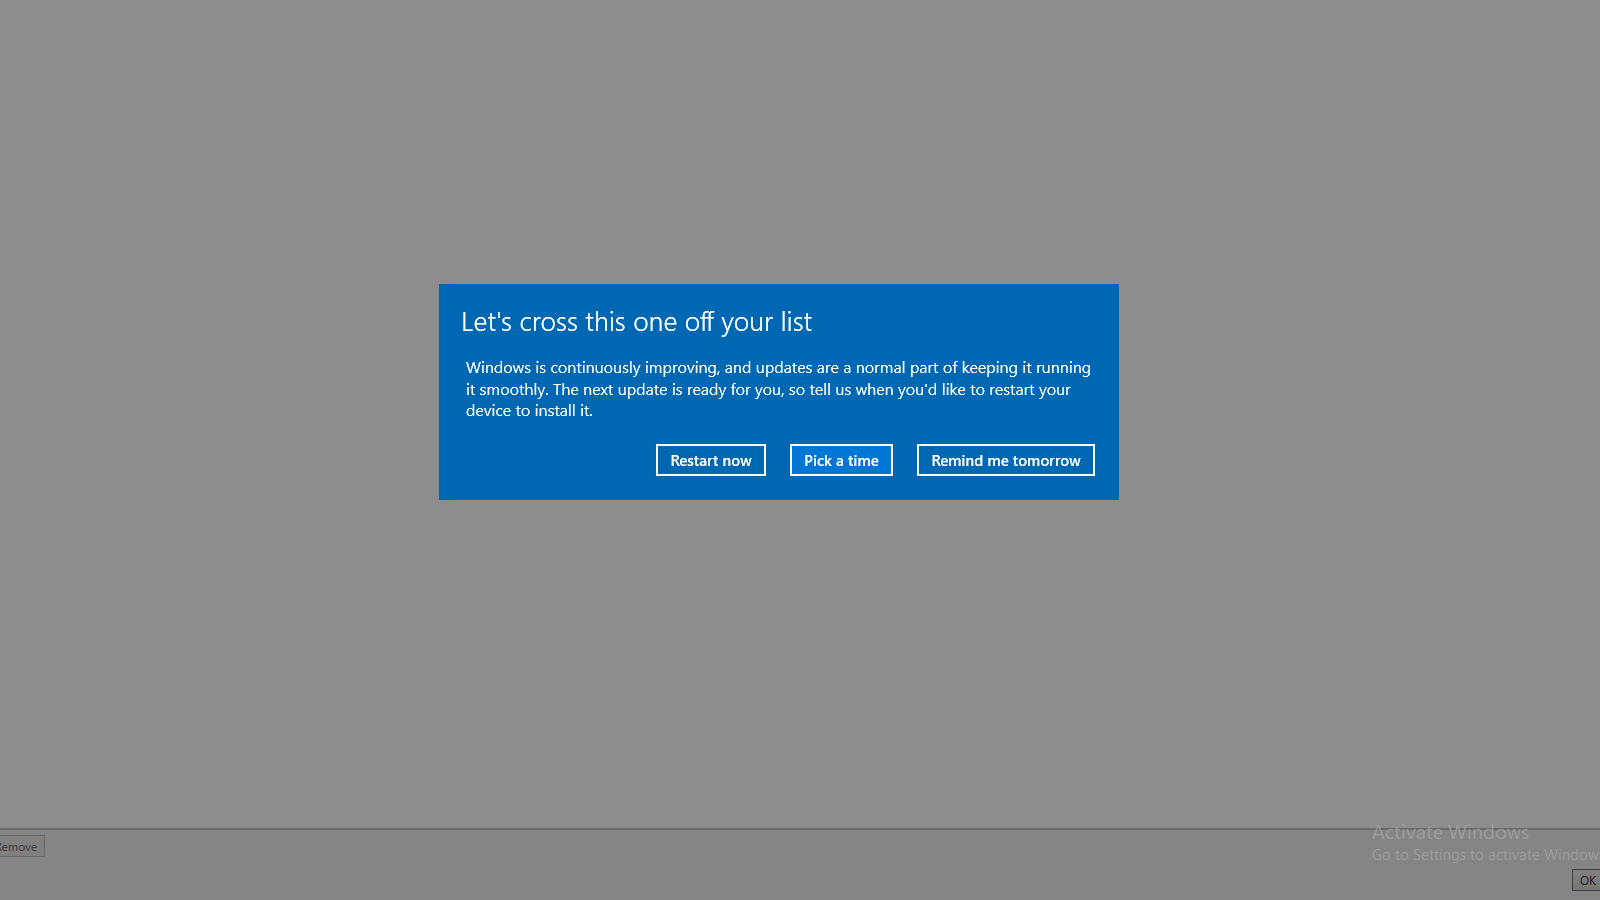 Let's cross this one off your list
Windows is continuously improving, and updates are a normal part of keeping it running
it smoothly. The next update is ready for you, so tell us when you'd like to restart your
device to install it.
Restart now
Pick a time
Remind me tomorrow
Activate Windows
Go to Settings to activate Window
emove
OK